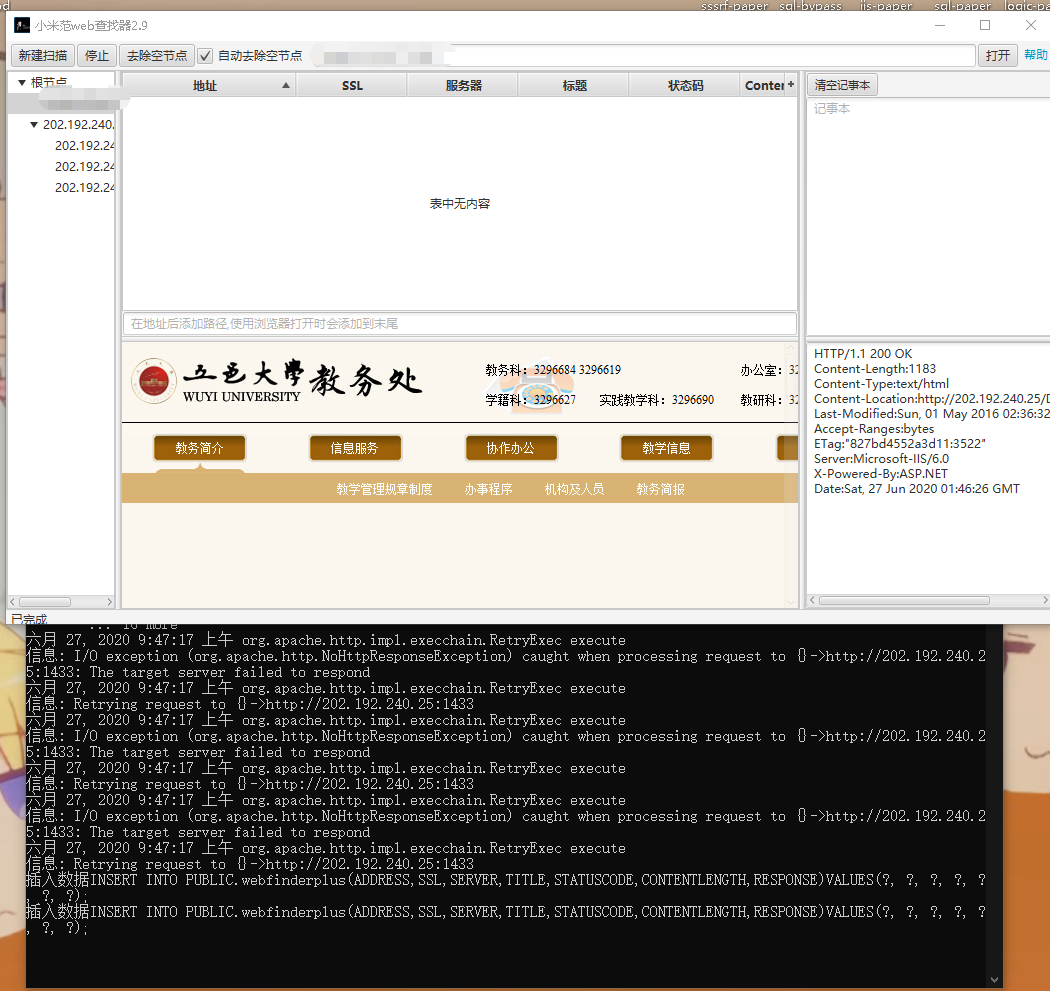 sssrf-paper sql-bypass iis-paper sql-paper logic-pa
小米范web查找器2.9
新建扫描 停止 去除空节点 自动去除空节点 打开 帮助
根节点
202.192.240.
202.192.24
202.192.24
202.192.24
地址 SSL 服务器 标题 状态码 Conter +
表中无内容
在地址后添加路径,使用浏览器打开时会添加到末尾
清空记事本
记事本
五邑大學教务处
WUYI UNIVERSITY
教务科：3296684 3296619 办公室：32
学籍科：3296627 实践教学科：3296690 教研科：32
教务简介 信息服务 协作办公 教学信息
教学管理规章制度 办事程序 机构及人员 教务简报
HTTP/1.1 200 OK
Content-Length:1183
Content-Type:text/html
Content-Location:http://202.192.240.25/D
Last-Modified:Sun, 01 May 2016 02:36:32
Accept-Ranges:bytes
ETag:"827bd4552a3d11:3522"
Server:Microsoft-IIS/6.0
X-Powered-By:ASP.NET
Date:Sat, 27 Jun 2020 01:46:26 GMT
已完成
... 16 more
六月 27, 2020 9:47:17 上午 org.apache.http.impl.execchain.RetryExec execute
信息: I/O exception (org.apache.http.NoHttpResponseException) caught when processing request to {}->http://202.192.240.2
5:1433: The target server failed to respond
六月 27, 2020 9:47:17 上午 org.apache.http.impl.execchain.RetryExec execute
信息: Retrying request to {}->http://202.192.240.25:1433
六月 27, 2020 9:47:17 上午 org.apache.http.impl.execchain.RetryExec execute
信息: I/O exception (org.apache.http.NoHttpResponseException) caught when processing request to {}->http://202.192.240.2
5:1433: The target server failed to respond
六月 27, 2020 9:47:17 上午 org.apache.http.impl.execchain.RetryExec execute
信息: Retrying request to {}->http://202.192.240.25:1433
六月 27, 2020 9:47:17 上午 org.apache.http.impl.execchain.RetryExec execute
信息: I/O exception (org.apache.http.NoHttpResponseException) caught when processing request to {}->http://202.192.240.2
5:1433: The target server failed to respond
六月 27, 2020 9:47:17 上午 org.apache.http.impl.execchain.RetryExec execute
信息: Retrying request to {}->http://202.192.240.25:1433
插入数据INSERT INTO PUBLIC.webfinderplus(ADDRESS,SSL,SERVER,TITLE,STATUSCODE,CONTENTLENGTH,RESPONSE)VALUES(?, ?, ?, ?, ?
, ?, ?);
插入数据INSERT INTO PUBLIC.webfinderplus(ADDRESS,SSL,SERVER,TITLE,STATUSCODE,CONTENTLENGTH,RESPONSE)VALUES(?, ?, ?, ?, ?
, ?, ?);